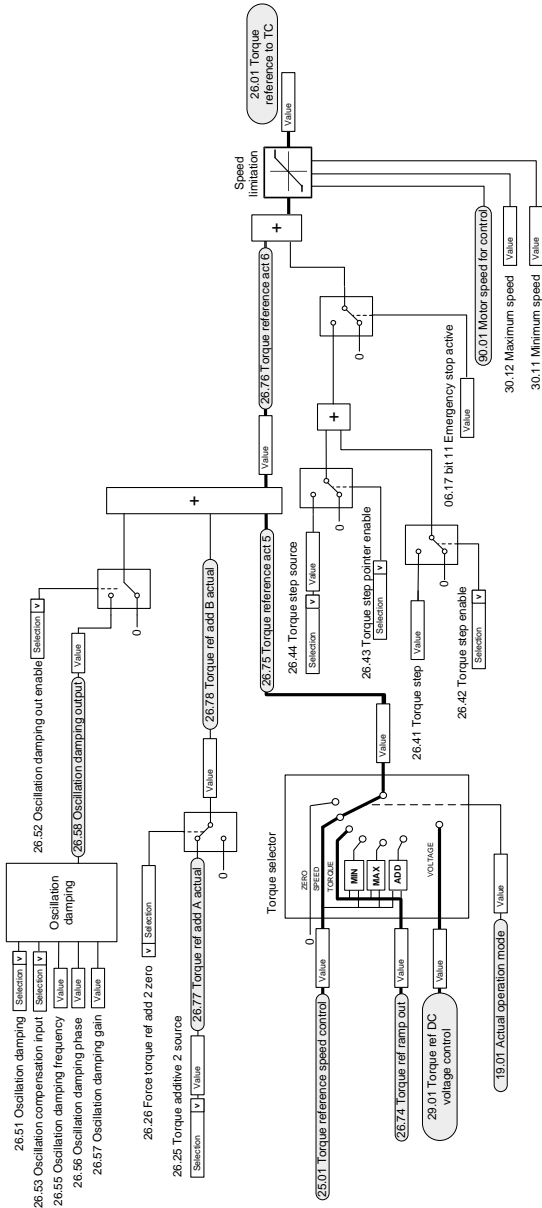 26.51 Oscillation damping
Selection
v
26.53 Oscillation compensation input
Selection
v
26.55 Oscillation damping frequency
Value
26.56 Oscillation damping phase
Value
26.57 Oscillation damping gain
Value
Oscillation
damping
26.52 Oscillation damping out enable
Selection
v
26.58 Oscillation damping output
Value
0
26.26 Force torque ref add 2 zero
v
Selection
26.25 Torque additive 2 source
Selection
v
Value
26.77 Torque ref add A actual
0
Value
26.78 Torque ref add B actual
+
26.75 Torque reference act 5
Value
26.76 Torque reference act 6
+
Speed
limitation
Value
26.01 Torque
reference to TC
26.44 Torque step source
Selection
v
Value
0
26.43 Torque step pointer enable
Selection
v
26.41 Torque step
Value
0
26.42 Torque step enable
Selection
v
+
0
06.17 bit 11 Emergency stop active
Value
90.01 Motor speed for control
30.12 Maximum speed
Value
30.11 Minimum speed
Value
Torque selector
0
ZERO
SPEED
TORQUE
MIN
MAX
ADD
VOLTAGE
Value
25.01 Torque reference speed control
Value
26.74 Torque ref ramp out
Value
29.01 Torque ref DC
voltage control
Value
19.01 Actual operation mode
Value